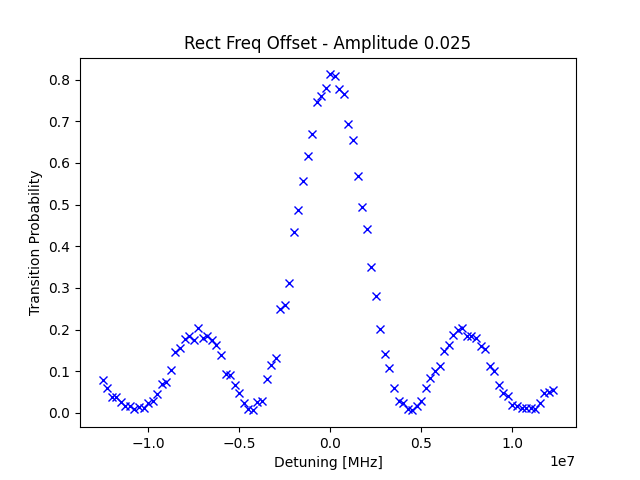 Rect Freq Offset - Amplitude 0.025
Transition Probability
0.8
0.7
0.6
0.5
0.4
0.3
0.2
0.1
0.0
−1.0 −0.5 0.0 0.5 1.0
1e7
Detuning [MHz]